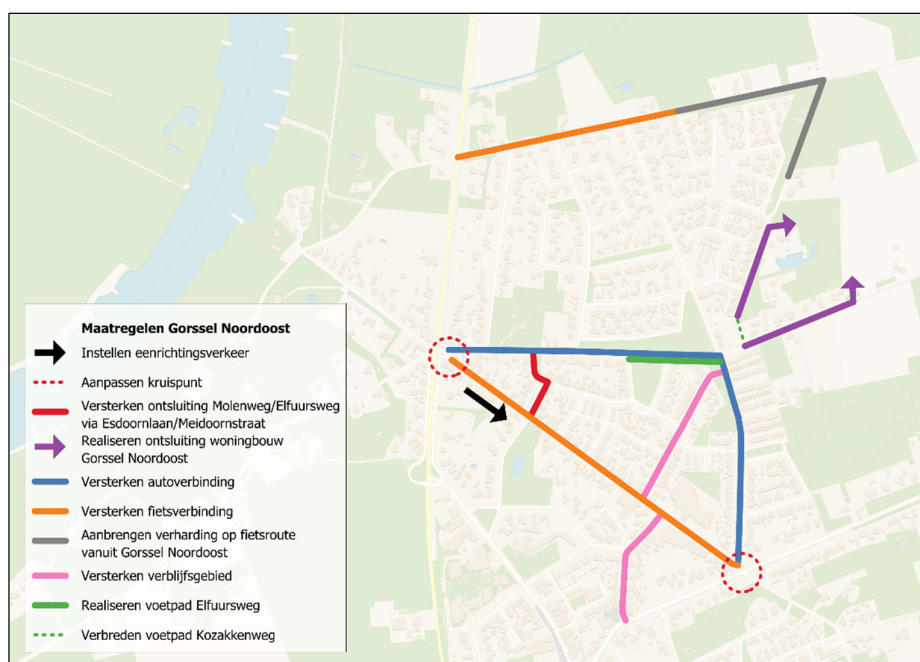 Maatregelen Gorssel Noordoost
Instellen eenrichtingsverkeer
Aanpassen kruispunt
Versterken ontsluiting Molenweg/Elfuursweg
via Esdoornlaan/Meidoornstraat
Realiseren ontsluiting woningbouw
Gorssel Noordoost
Versterken autoverbinding
Versterken fietsverbinding
Aanbrengen verharding op fietsroute
vanuit Gorssel Noordoost
Versterken verblijfsgebied
Realiseren voetpad Elfuursweg
Verbreden voetpad Kozakkenweg